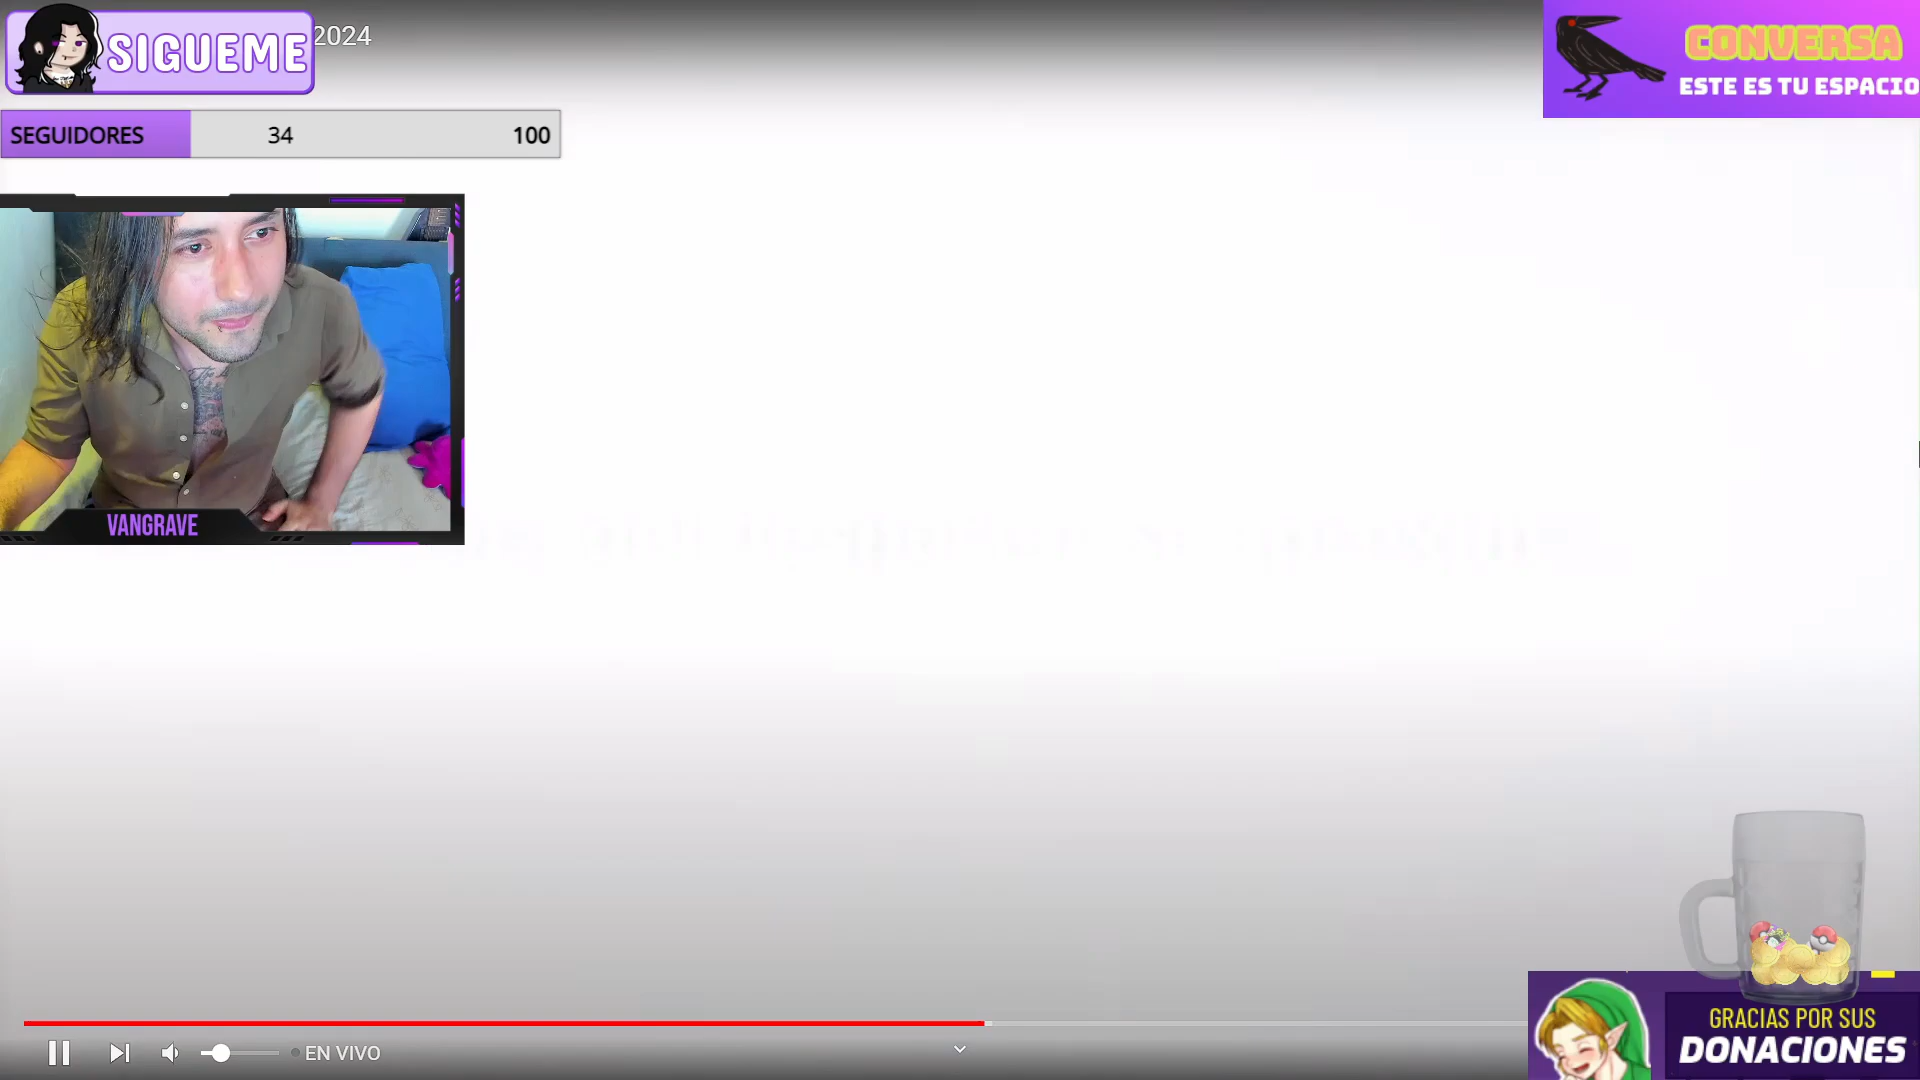 SIGUEME
2024
CONVERSA
ESTE ES TU ESPACIO
SEGUIDORES 34 100
VANGRAVE
EN VIVO
GRACIAS POR SUS
DONACIONES